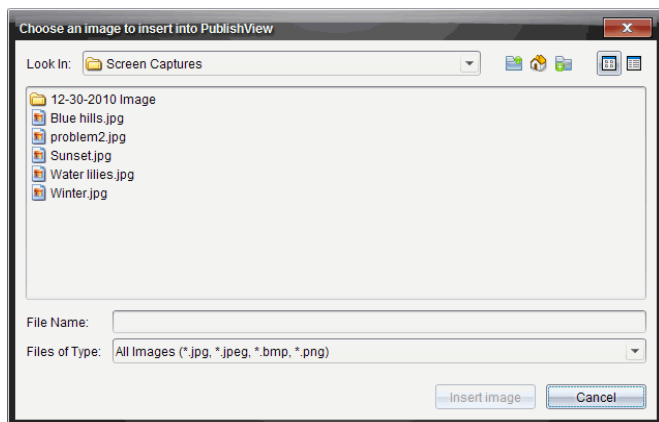 Choose an image to insert into PublishView
Look In: Screen Captures
12-30-2010 Image
Blue hills.jpg
problem2.jpg
Sunset.jpg
Water lilies.jpg
Winter.jpg
File Name:
Files of Type: All Images (*.jpg, *.jpeg, *.bmp, *.png)
Insert image Cancel